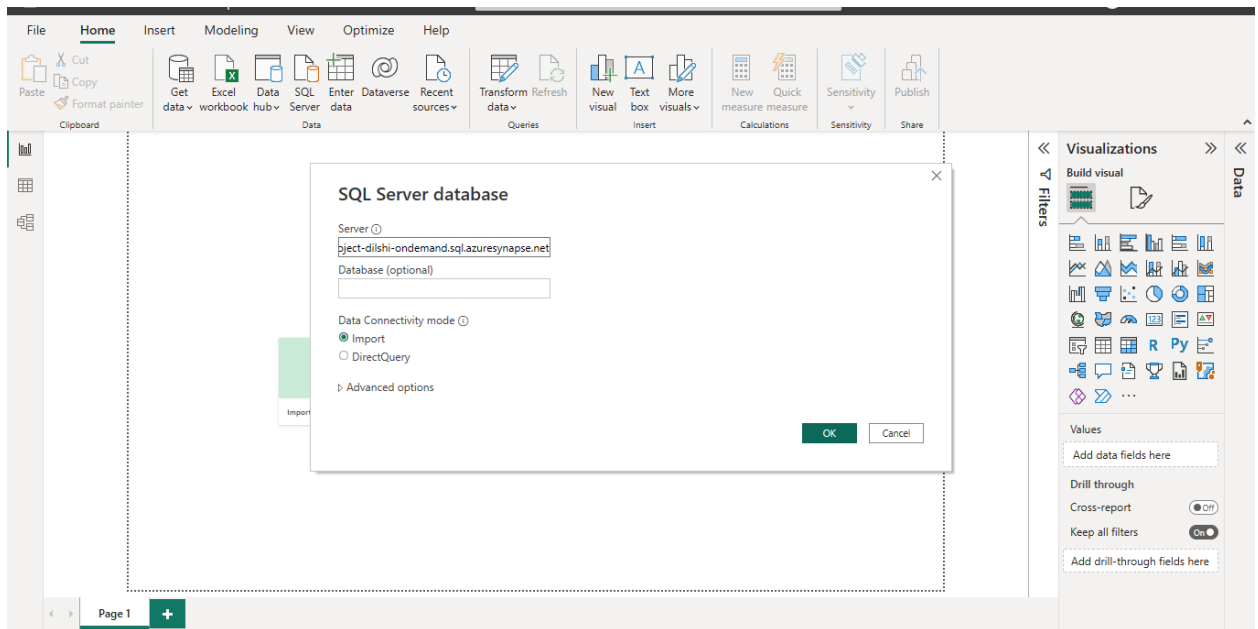 File Home Insert Modeling View Optimize Help
Paste
Cut
Copy
Format painter
Clipboard
Get data
Excel workbook
Data hub
SQL Server
Enter data
Dataverse
Recent sources
Data
Transform data
Refresh
Queries
New visual
Text box
More visuals
Insert
New measure
Quick measure
Calculations
Sensitivity
Sensitivity
Publish
Share
SQL Server database
Server
oject-dilshi-ondemand.sql.azuresynapse.net
Database (optional)
Data Connectivity mode
Import
DirectQuery
Advanced options
OK Cancel
Import
Filters
Visualizations
Build visual
123
R Py
Values
Add data fields here
Drill through
Cross-report Off
Keep all filters On
Add drill-through fields here
Data
Page 1